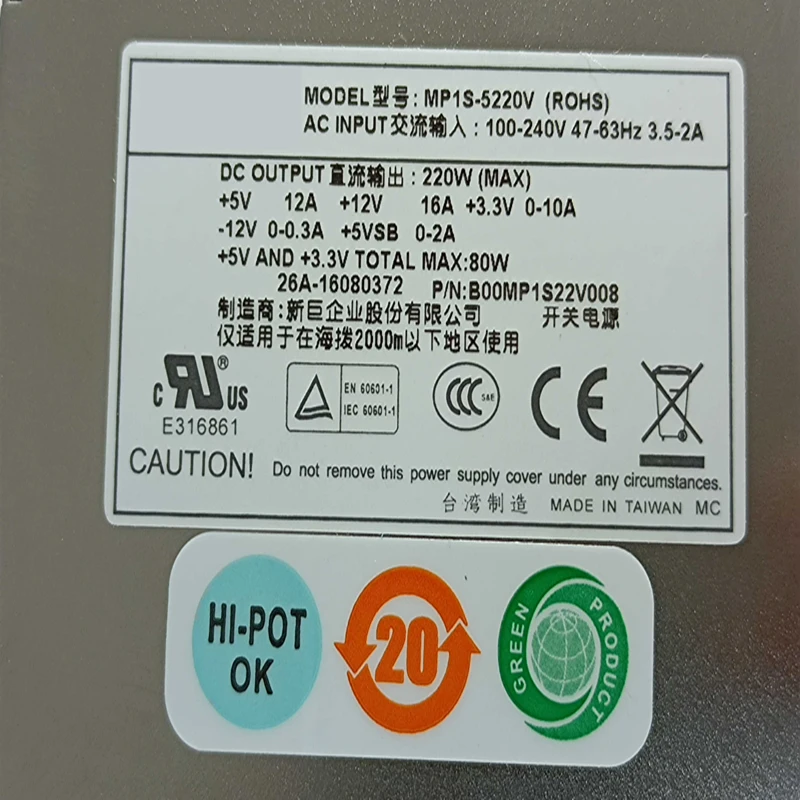 MODEL型号: MP1S-5220V (ROHS)
AC INPUT交流输入: 100-240V 47-63Hz 3.5-2A
DC OUTPUT直流输出: 220W (MAX)
+5V 12A +12V 16A +3.3V 0-10A
-12V 0-0.3A +5VSB 0-2A
+5V AND +3.3V TOTAL MAX:80W
26A-16080372 P/N:B00MP1S22V008
制造商: 新巨企业股份有限公司 开关电源
仅适用于在海拨2000m以下地区使用
c RU ® US
E316861
EN 60601-1
IEC 60601-1
CCC S&E
CE
CAUTION! Do not remove this power supply cover under any circumstances.
台湾制造 MADE IN TAIWAN MC
HI-POT
OK
20
GREEN PRODUCT